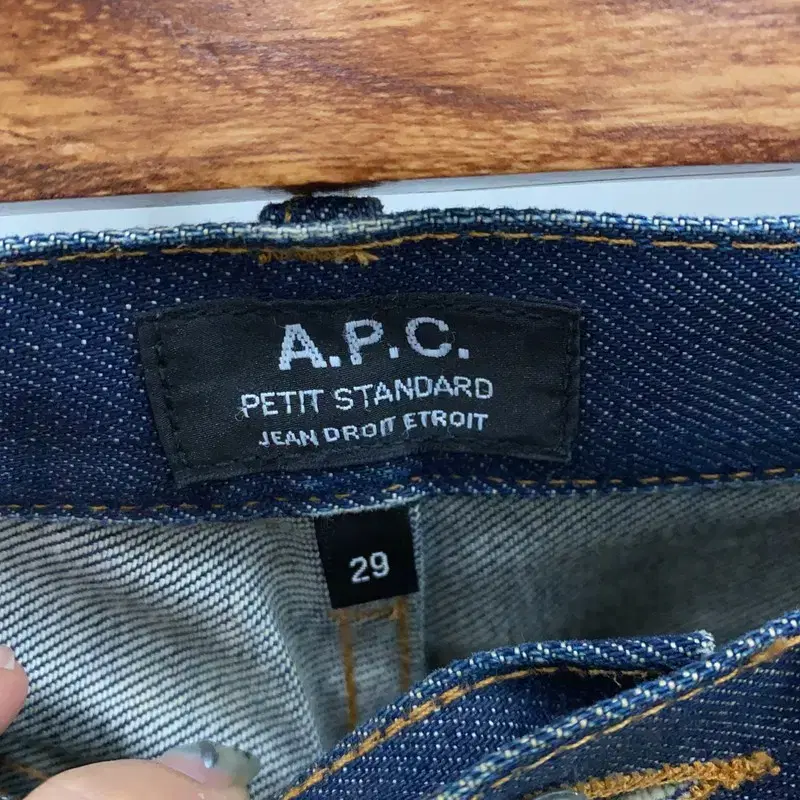 A.P.C.
PETIT STANDARD
JEAN DROIT ETROIT
29